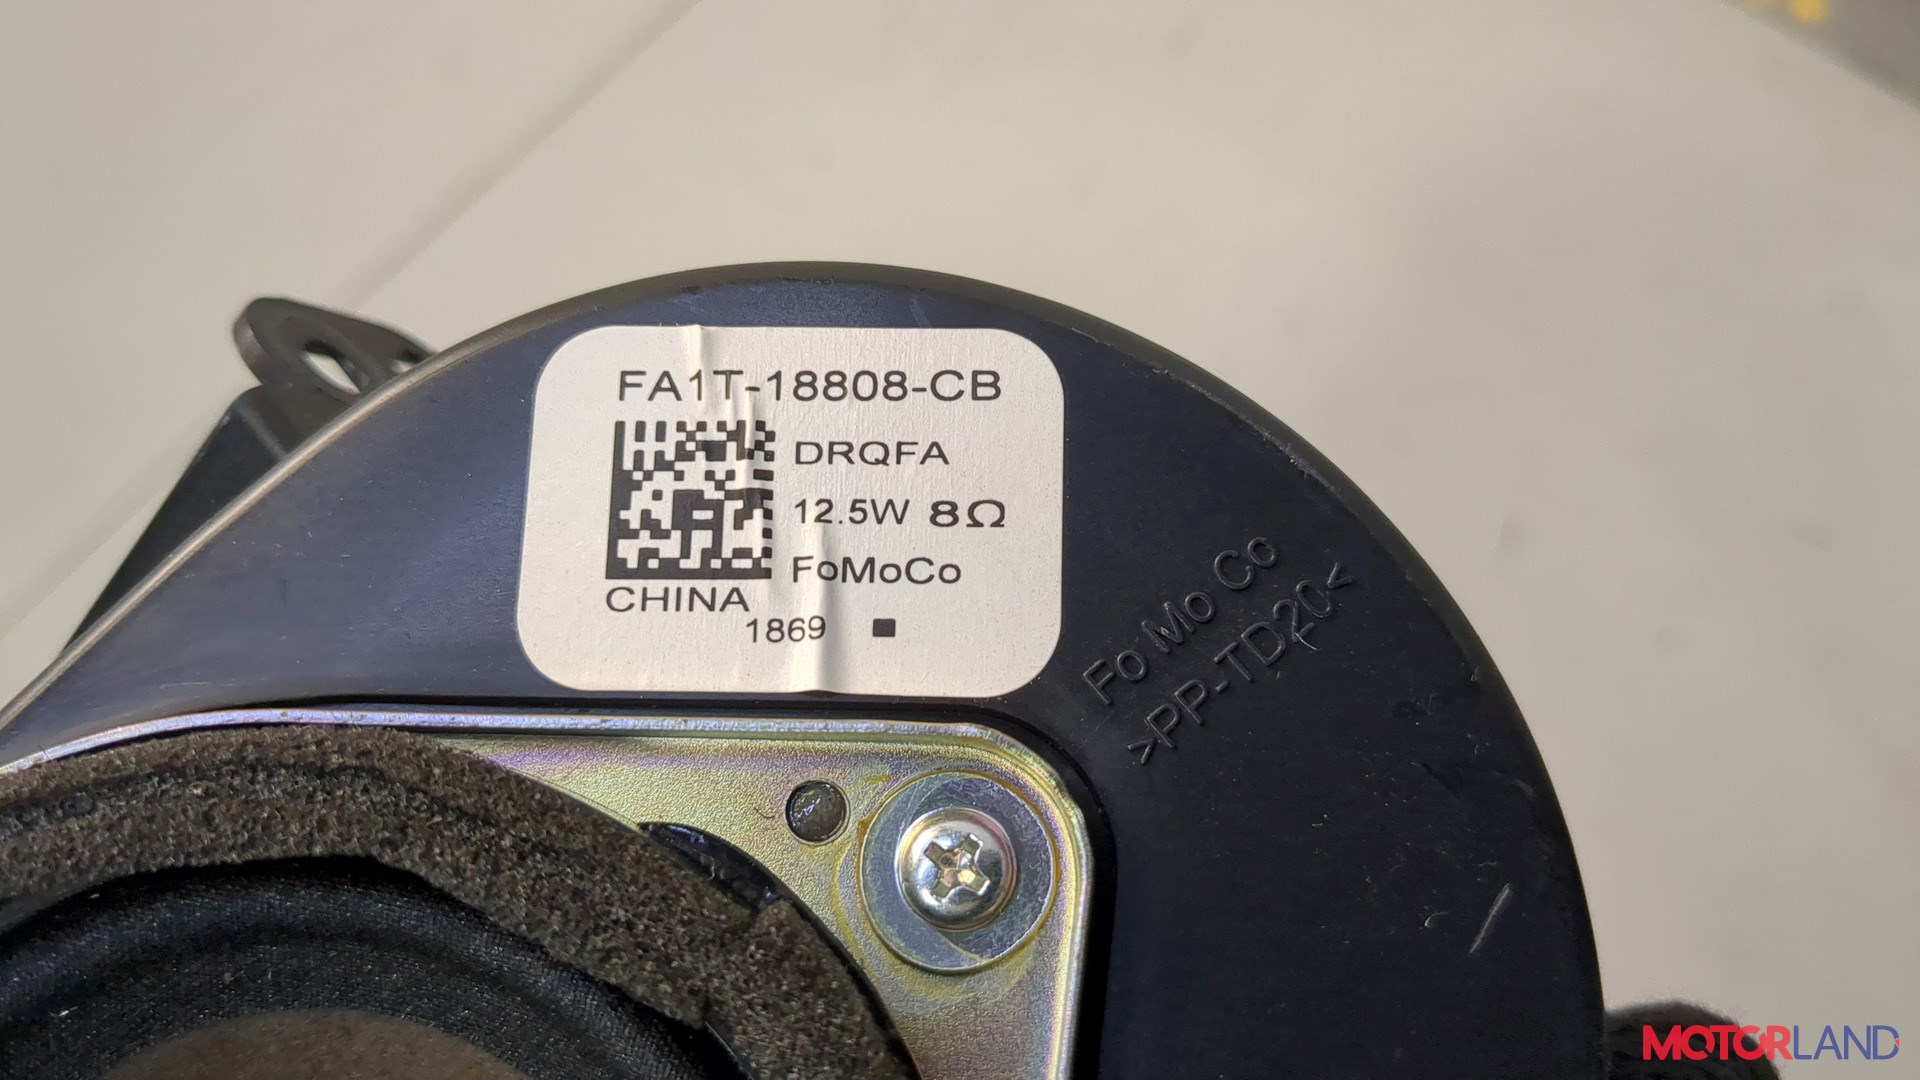 FA1T-18808-CB
DRQFA
12.5W 8Ω
FoMoCo
CHINA
1869
Fo Mo Co
>PP-TD20<
MOTORLAND